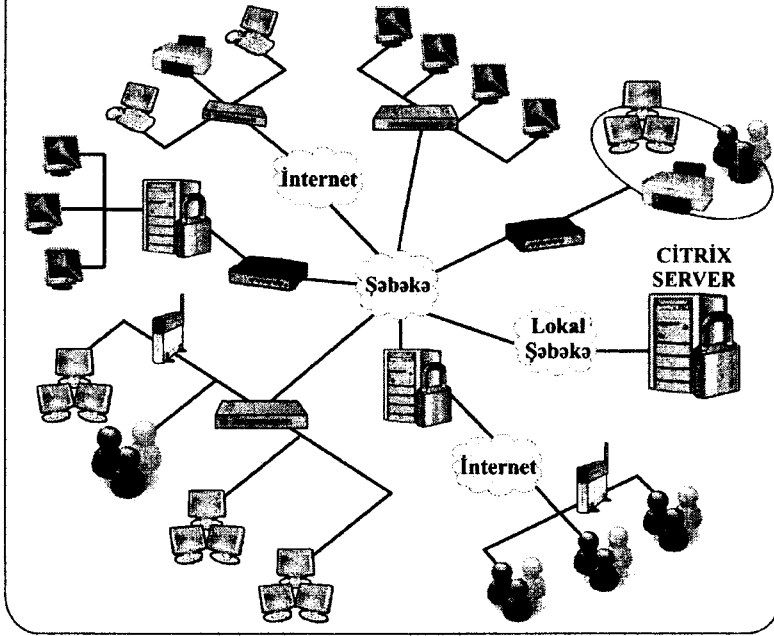 İnternet
Şəbəkə
CİTRİX
SERVER
Lokal
Şəbəkə
İnternet